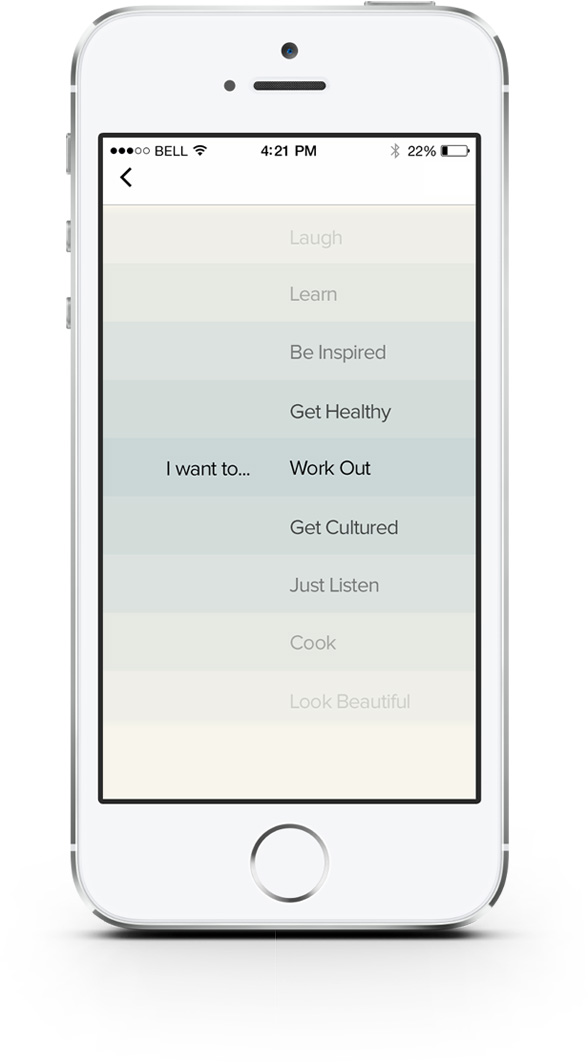 BELL 4:21 PM 22%
Laugh
Learn
Be Inspired
Get Healthy
I want to... Work Out
Get Cultured
Just Listen
Cook
Look Beautiful